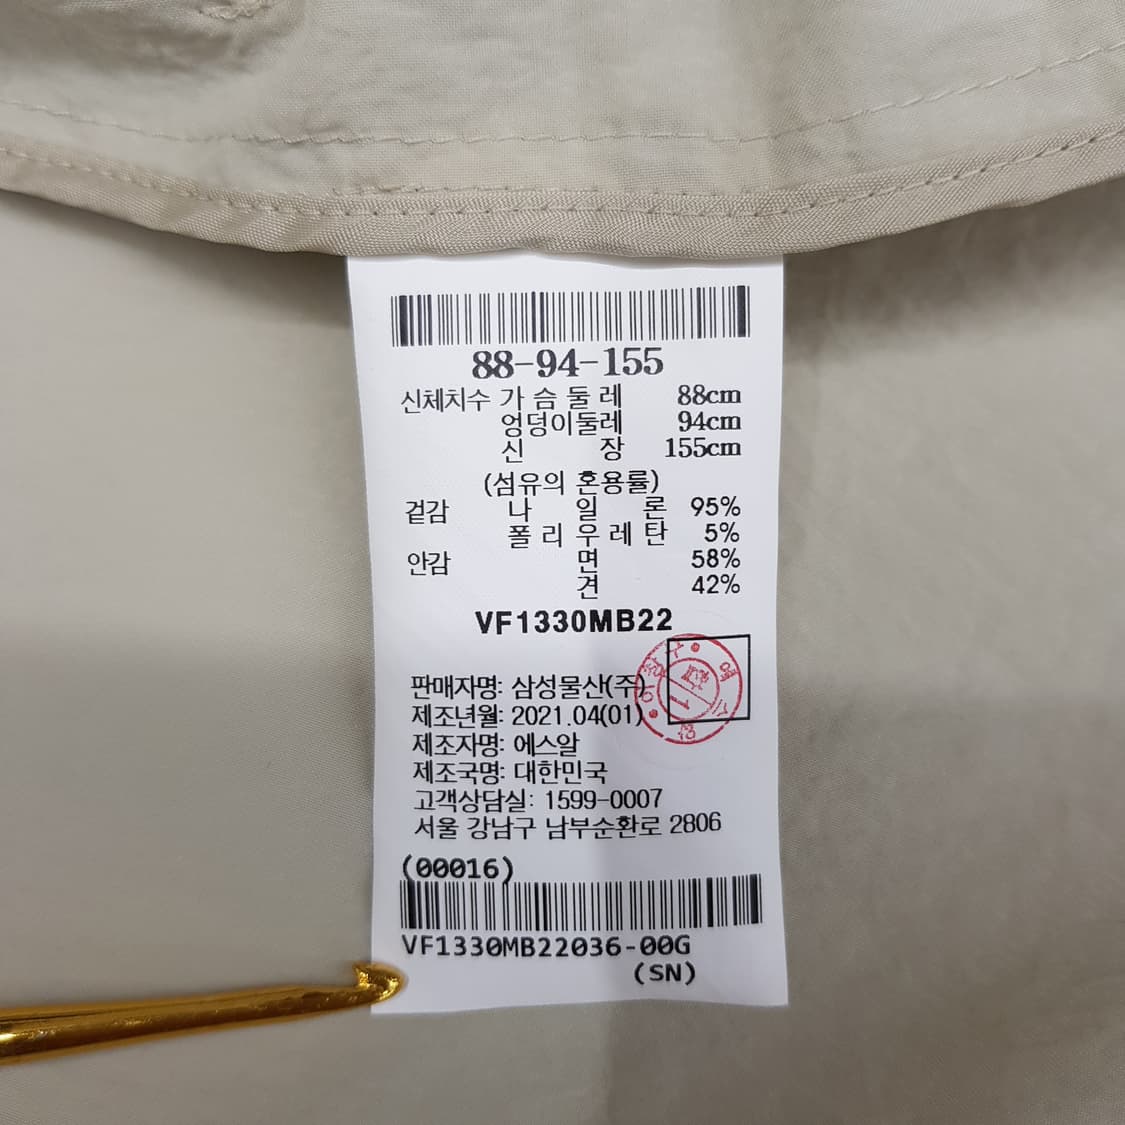 88-94-155
신체치수 가슴둘레 88cm
엉덩이둘레 94cm
신장 155cm
(섬유의 혼용률)
겉감 나일론 95%
폴리우레탄 5%
안감 면 58%
견 42%
VF1330MB22
판매자명: 삼성물산(주)
제조년월: 2021.04(01)
제조자명: 에스알
제조국명: 대한민국
고객상담실: 1599-0007
서울 강남구 남부순환로 2806
(00016)
VF1330MB22036-00G
(SN)